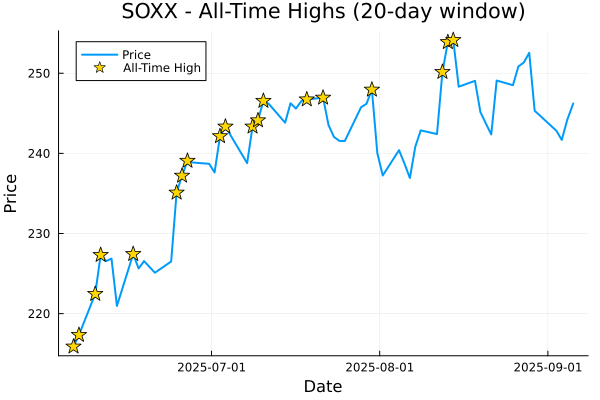 SOXX - All-Time Highs (20-day window)
Price
All-Time High
250
240
230
220
Price
2025-07-01
2025-08-01
2025-09-01
Date